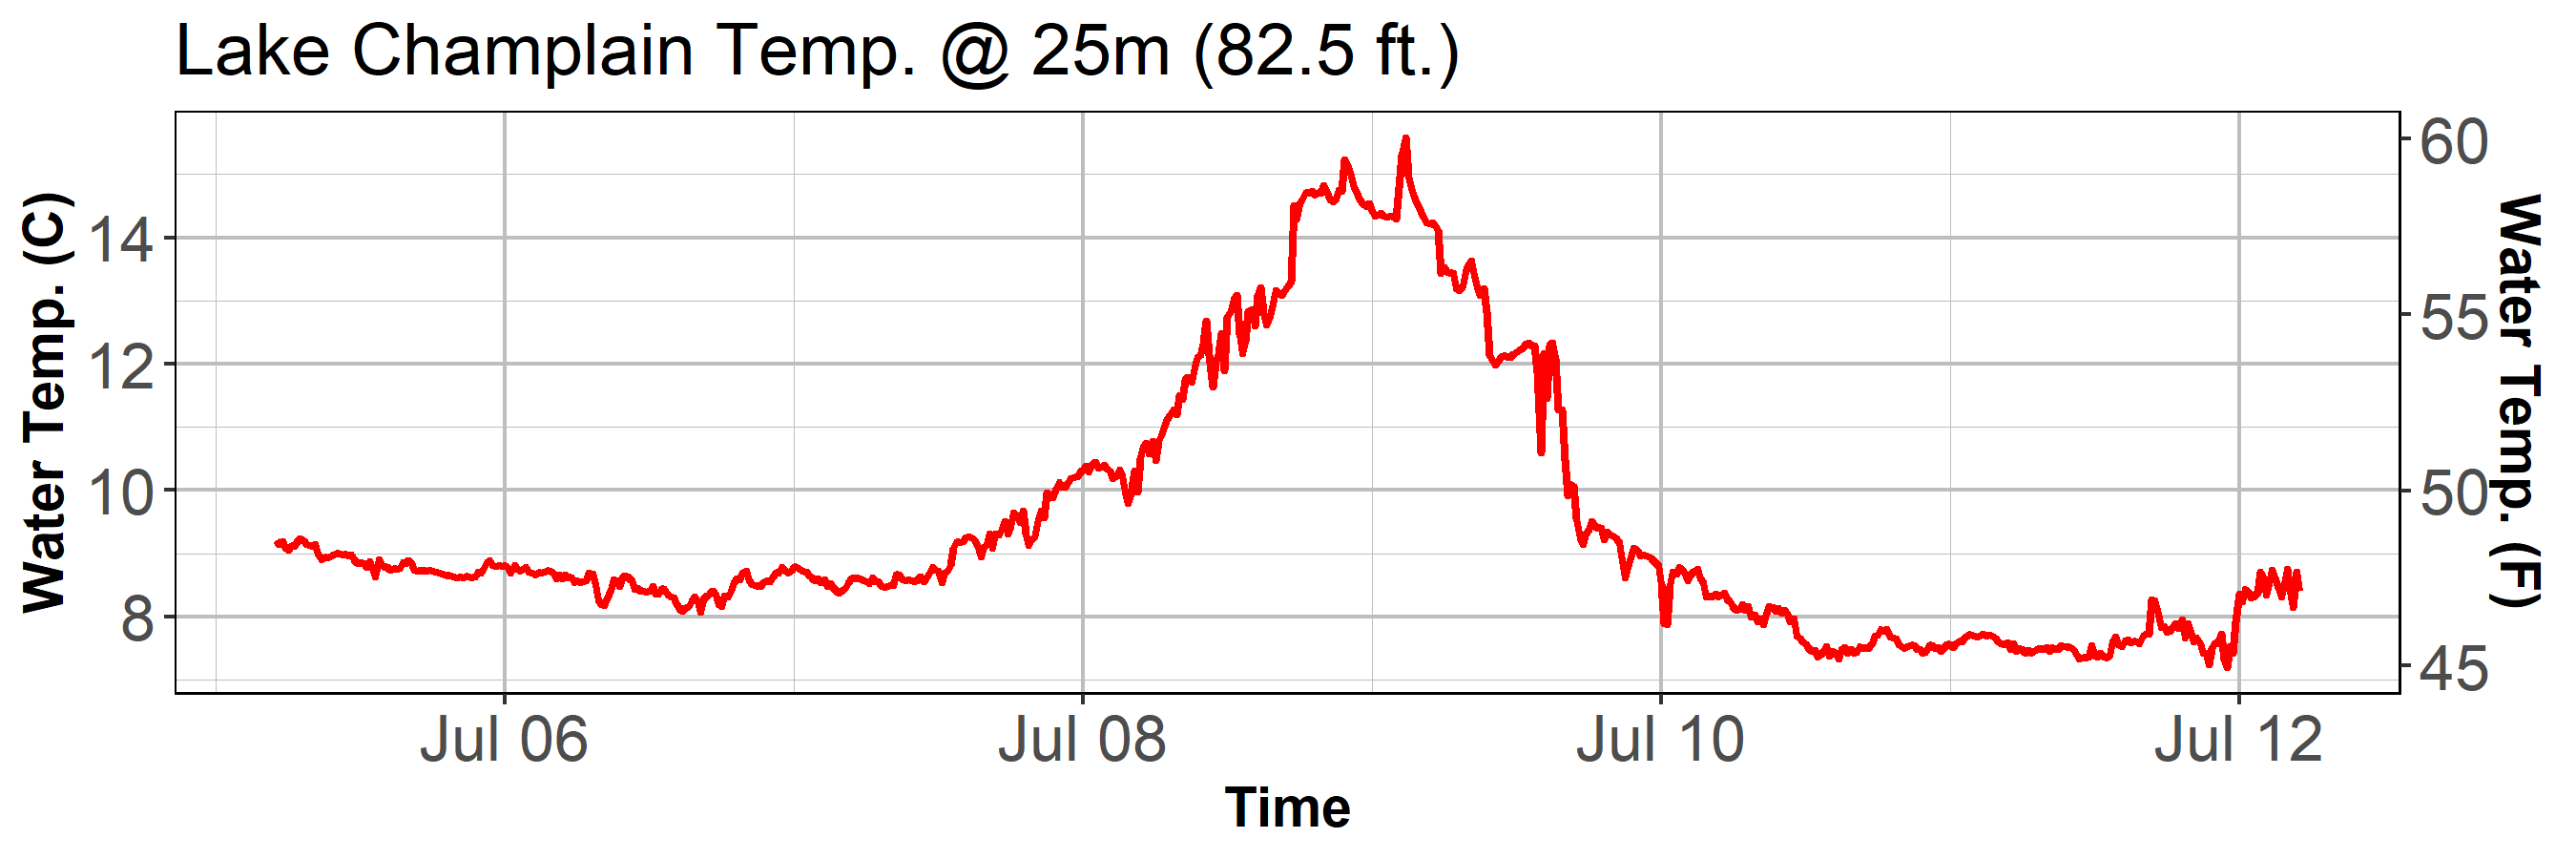 Lake Champlain Temp. @ 25m (82.5 ft.)
Water Temp. (C)
14
12
10
8
60
55
50
45
Water Temp. (F)
Jul 06 Jul 08 Jul 10 Jul 12
Time